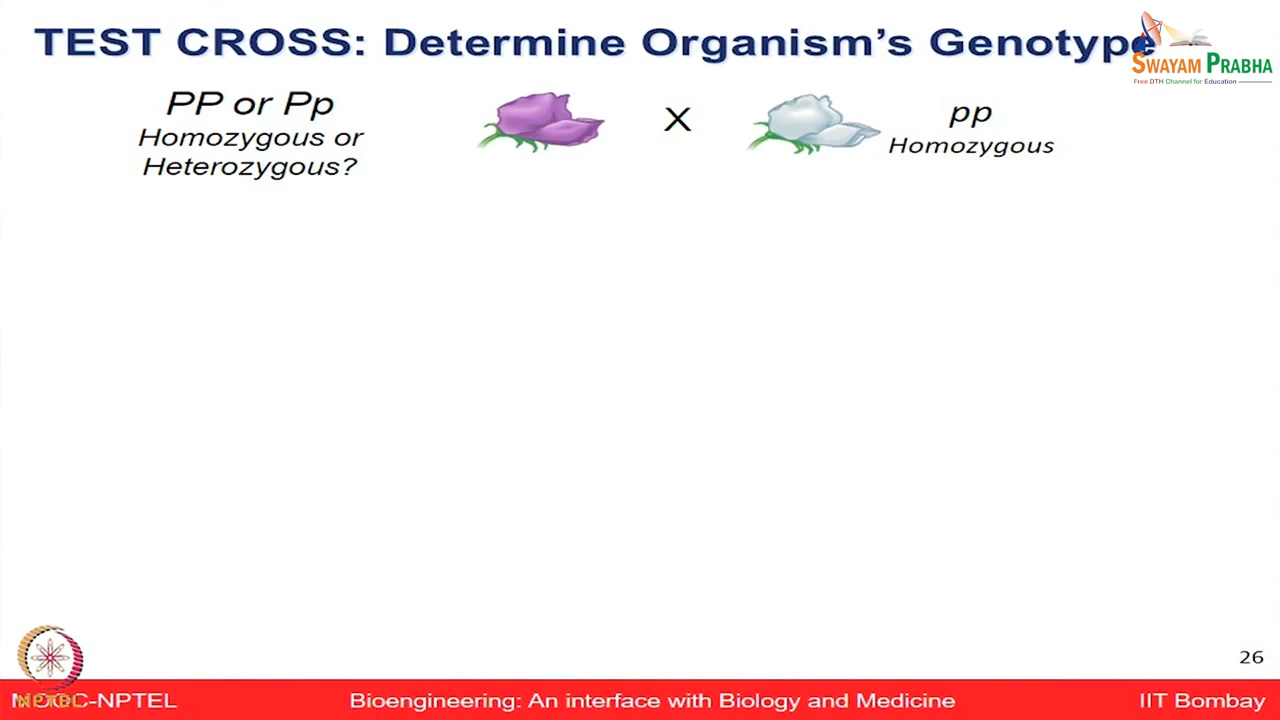 TEST CROSS: Determine Organism's Genotype
SWAYAM PRABHA
Free DTH Channel for Education
PP or Pp
Homozygous or
Heterozygous?
X
pp
Homozygous
26
NPTEL
MOOC-NPTEL
Bioengineering: An interface with Biology and Medicine
IIT Bombay